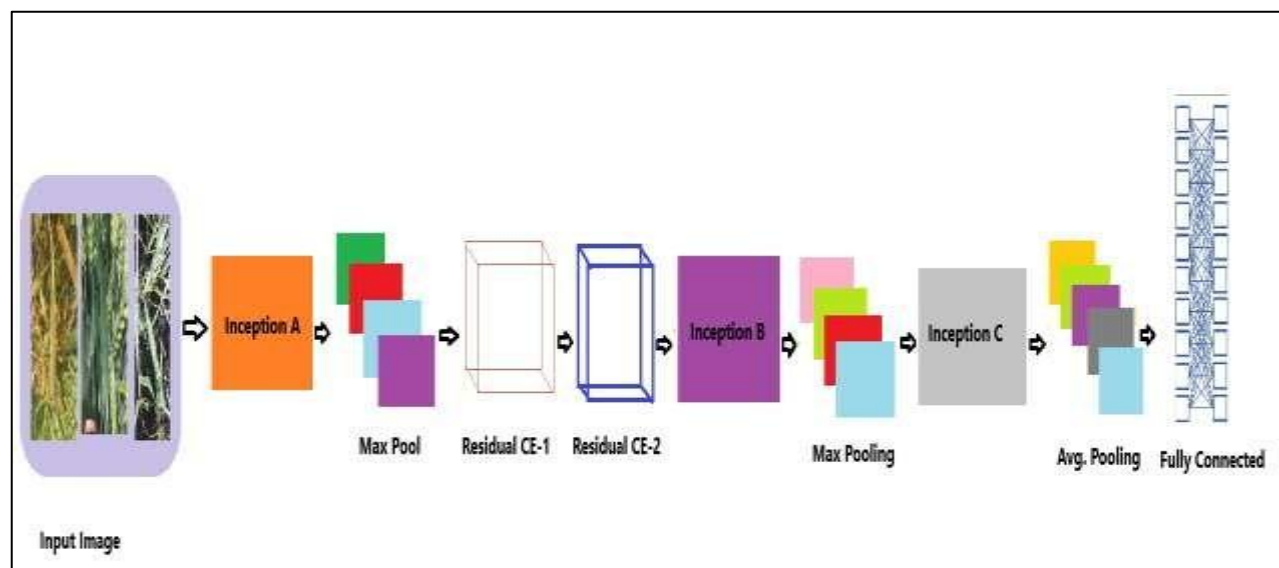 Input Image
Inception A
Max Pool
Residual CE-1
Residual CE-2
Inception B
Max Pooling
Inception C
Avg. Pooling
Fully Connected